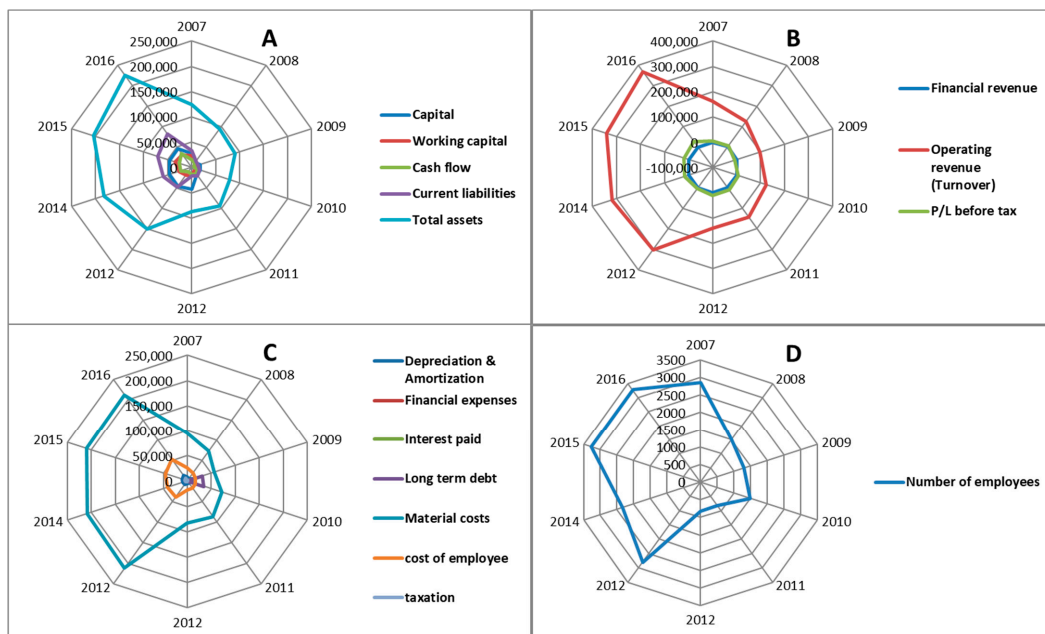 A
2007
2008
2009
2010
2011
2012
2012
2014
2015
2016
250,000
200,000
150,000
100,000
50,000
0
Capital
Working capital
Cash flow
Current liabilities
Total assets
B
2007
2008
2009
2010
2011
2012
2012
2014
2015
2016
400,000
300,000
200,000
100,000
0
-100,000
Financial revenue
Operating
revenue
(Turnover)
P/L before tax
C
2007
2008
2009
2010
2011
2012
2012
2014
2015
2016
250,000
200,000
150,000
100,000
50,000
0
Depreciation &
Amortization
Financial expenses
Interest paid
Long term debt
Material costs
cost of employee
taxation
D
2007
2008
2009
2010
2011
2012
2012
2014
2015
2016
3500
3000
2500
2000
1500
1000
500
0
Number of employees